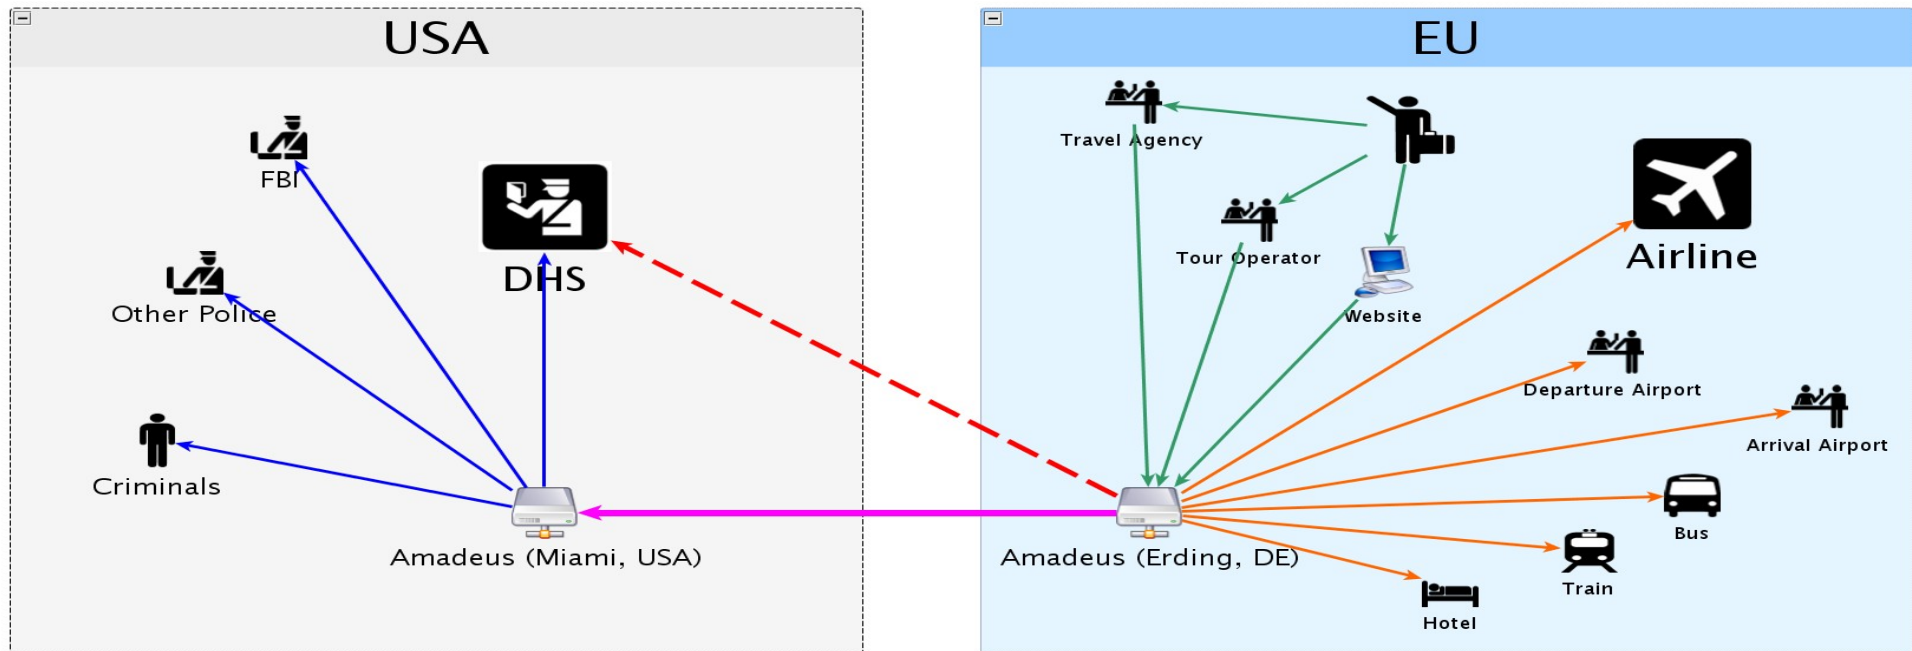 USA
FBI
DHS
Other Police
Criminals
Amadeus (Miami, USA)
EU
Travel Agency
Tour Operator
Website
Airline
Departure Airport
Arrival Airport
Bus
Train
Hotel
Amadeus (Erding, DE)